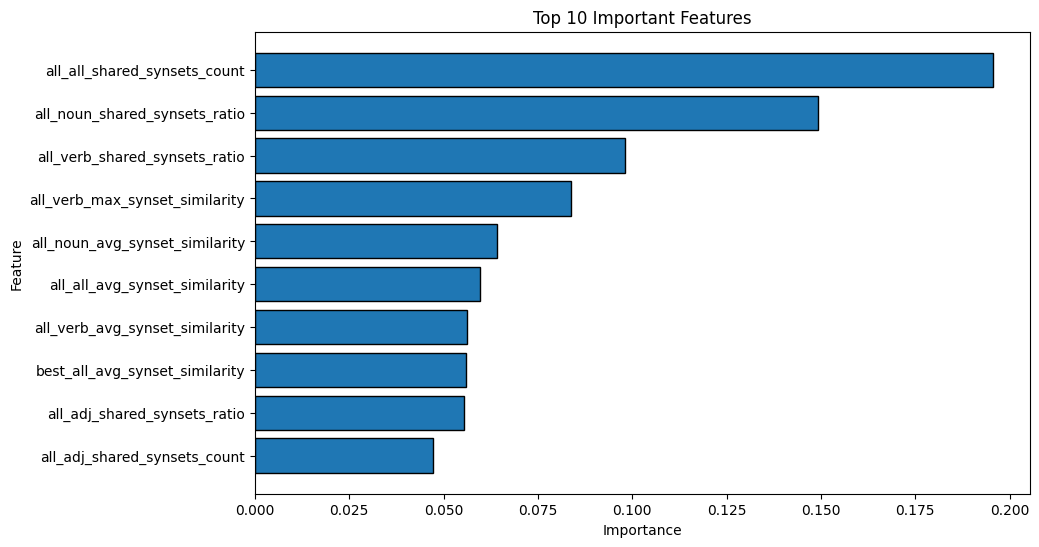 Top 10 Important Features
Feature
all_all_shared_synsets_count
all_noun_shared_synsets_ratio
all_verb_shared_synsets_ratio
all_verb_max_synset_similarity
all_noun_avg_synset_similarity
all_all_avg_synset_similarity
all_verb_avg_synset_similarity
best_all_avg_synset_similarity
all_adj_shared_synsets_ratio
all_adj_shared_synsets_count
0.000 0.025 0.050 0.075 0.100 0.125 0.150 0.175 0.200
Importance